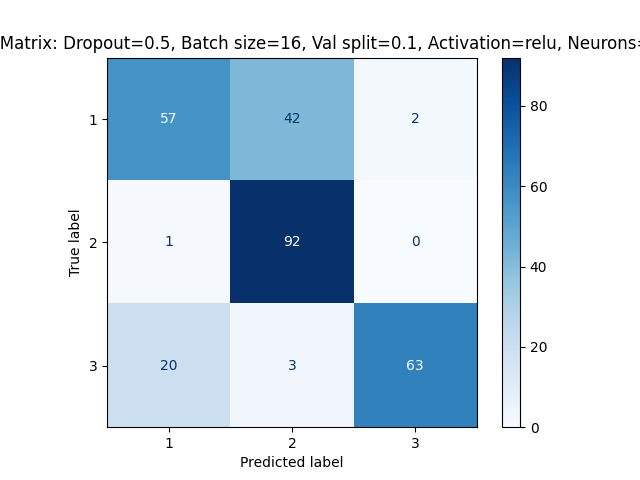 Matrix: Dropout=0.5, Batch size=16, Val split=0.1, Activation=relu, Neurons=
57 42 2
1 92 0
20 3 63
1
2
3
True label
1 2 3
Predicted label
80
60
40
20
0